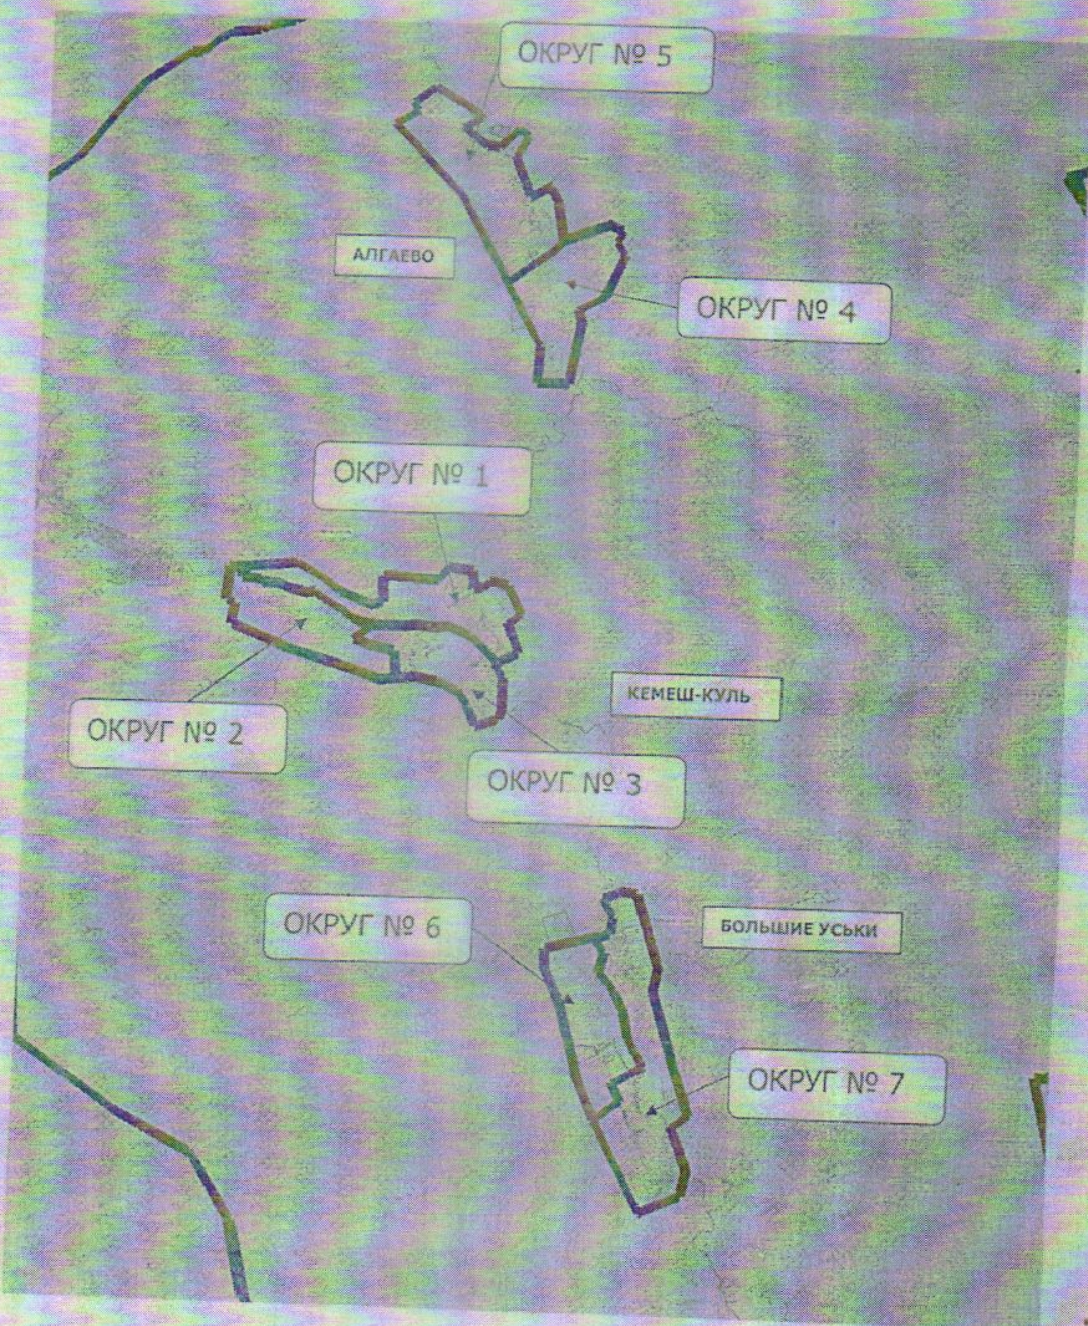 ОКРУГ № 5
АЛГАЕВО
ОКРУГ № 4
ОКРУГ № 1
ОКРУГ № 2
КЕМЕШ-КУЛЬ
ОКРУГ № 3
ОКРУГ № 6
БОЛЬШИЕ УСЬКИ
ОКРУГ № 7